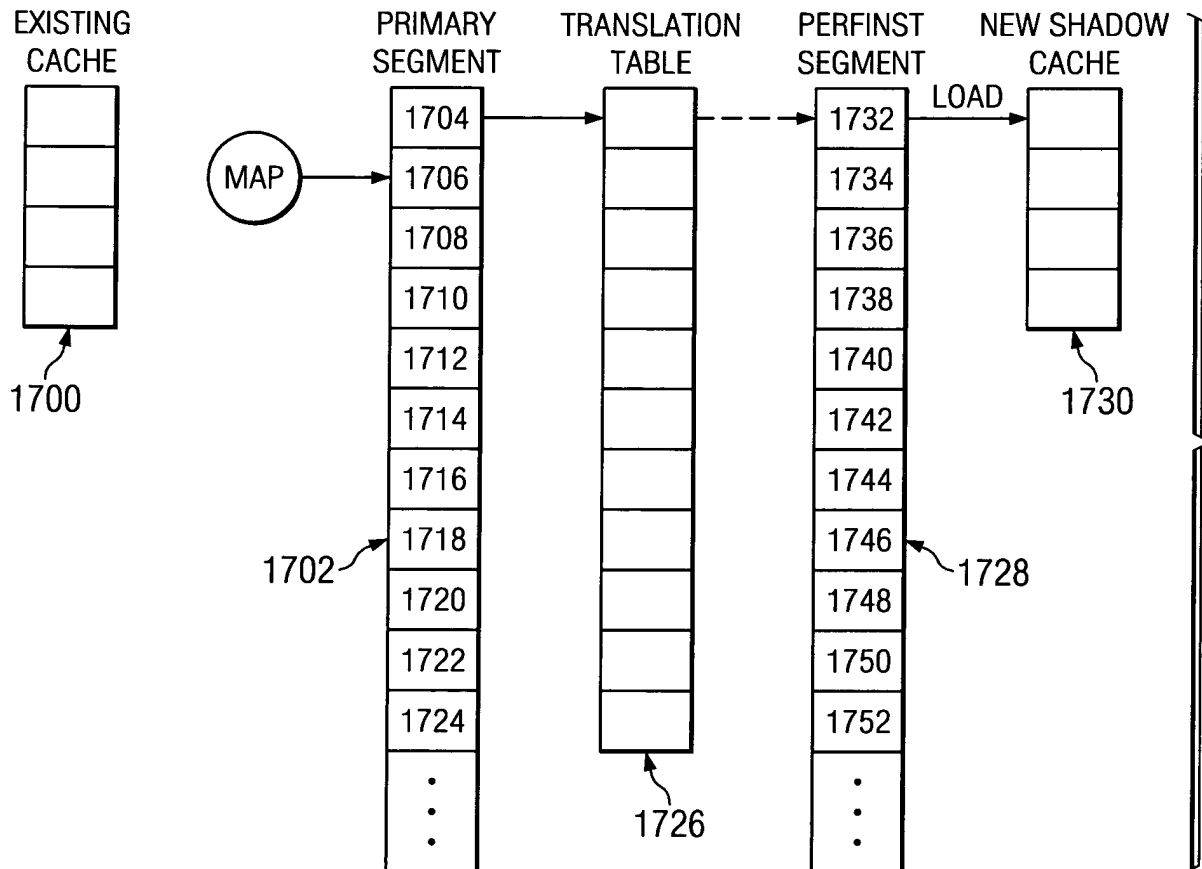 EXISTING
CACHE
PRIMARY
SEGMENT
TRANSLATION
TABLE
PERFINST
SEGMENT
NEW SHADOW
CACHE
LOAD
MAP
1704
1706
1708
1710
1712
1714
1716
1718
1720
1722
1724
1732
1734
1736
1738
1740
1742
1744
1746
1748
1750
1752
1700
1730
1702
1728
1726